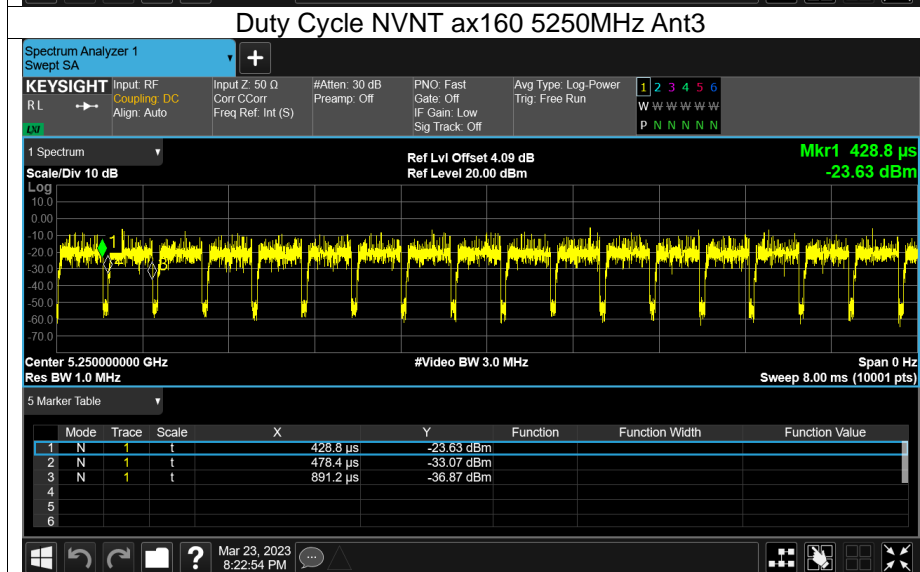 Duty Cycle NVNT ax160 5250MHz Ant3
Spectrum Analyzer 1
Swept SA
+
KEYSIGHT
R L
LXI
Input: RF
Coupling: DC
Align: Auto
Input Z: 50 Ω
Corr CCorr
Freq Ref: Int (S)
#Atten: 30 dB
Preamp: Off
PNO: Fast
Gate: Off
IF Gain: Low
Sig Track: Off
Avg Type: Log-Power
Trig: Free Run
1 2 3 4 5 6
W W W W W W
P N N N N N
1 Spectrum
Scale/Div 10 dB
Ref Lvl Offset 4.09 dB
Ref Level 20.00 dBm
Mkr1 428.8 µs
-23.63 dBm
Log
10.0
0.00
-10.0
-20.0
-30.0
-40.0
-50.0
-60.0
-70.0
1
Center 5.250000000 GHz
Res BW 1.0 MHz
#Video BW 3.0 MHz
Span 0 Hz
Sweep 8.00 ms (10001 pts)
5 Marker Table
Mode Trace Scale X Y Function Function Width Function Value
1 N 1 t 428.8 µs -23.63 dBm
2 N 1 t 478.4 µs -33.07 dBm
3 N 1 t 891.2 µs -36.87 dBm
4
5
6
?
Mar 23, 2023
8:22:54 PM